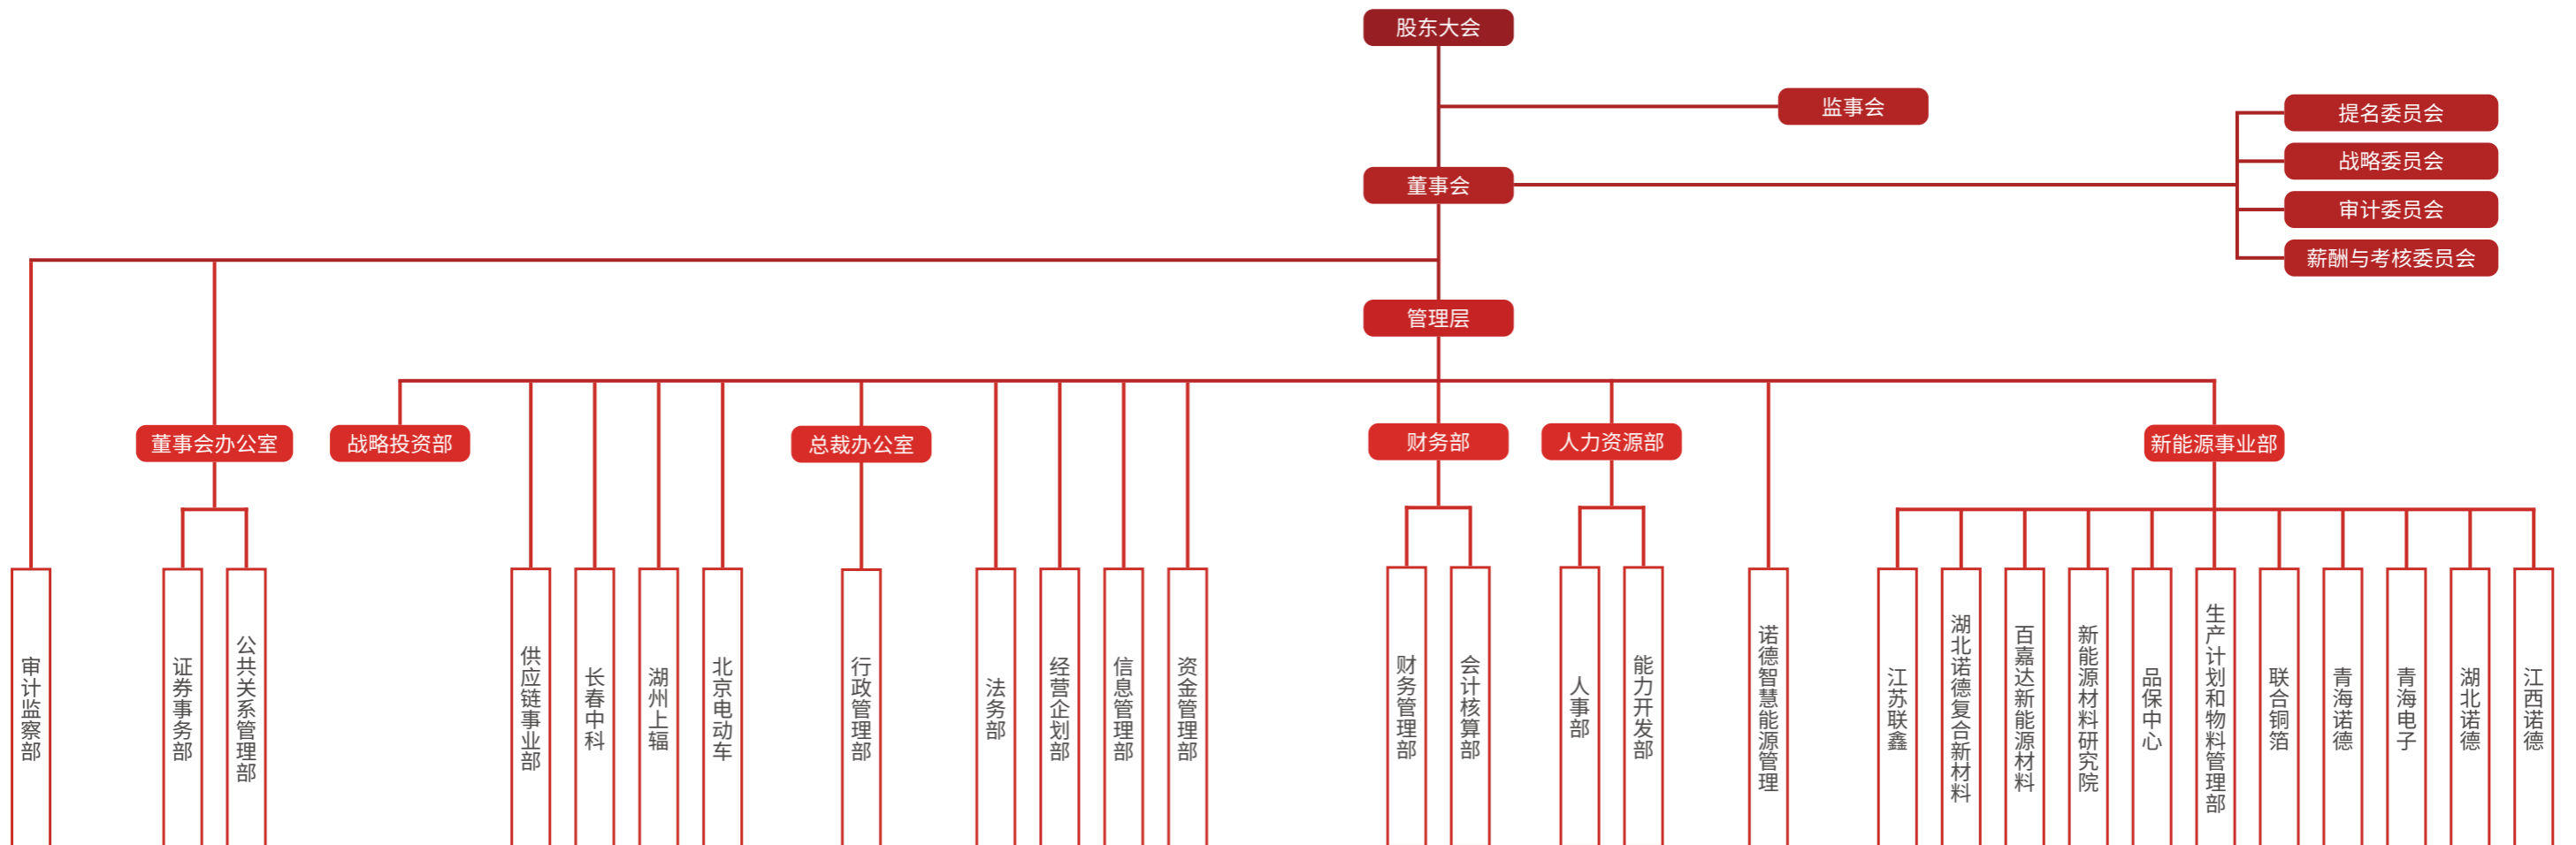 股东大会
监事会
提名委员会
战略委员会
董事会
审计委员会
薪酬与考核委员会
管理层
董事会办公室
战略投资部
总裁办公室
财务部
人力资源部
新能源事业部
审计监察部
证券事务部
公共关系管理部
供应链事业部
长春中科
湖州上辐
北京电动车
行政管理部
法务部
经营企划部
信息管理部
资金管理部
财务管理部
会计核算部
人事部
能力开发部
诺德智慧能源管理
江苏联鑫
湖北诺德复合新材料
百嘉达新能源材料
新能源材料研究院
品保中心
生产计划和物料管理部
联合铜箔
青海诺德
青海电子
湖北诺德
江西诺德